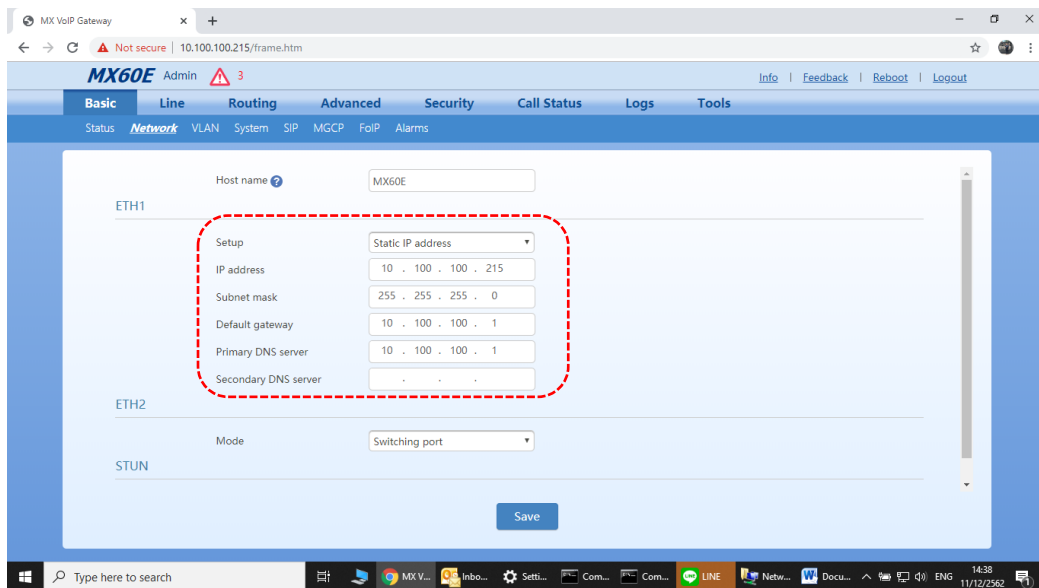 MX VoIP Gateway
Not secure | 10.100.100.215/frame.htm
MX60E Admin 3 Info | Feedback | Reboot | Logout
Basic Line Routing Advanced Security Call Status Logs Tools
Status Network VLAN System SIP MGCP FoIP Alarms
Host name ? MX60E
ETH1
Setup Static IP address
IP address 10 . 100 . 100 . 215
Subnet mask 255 . 255 . 255 . 0
Default gateway 10 . 100 . 100 . 1
Primary DNS server 10 . 100 . 100 . 1
Secondary DNS server . . .
ETH2
Mode Switching port
STUN
Save
Type here to search MX V... Inbo... Setti... Com... Com... LINE Netw... Docu... ENG 14:38
11/12/2562